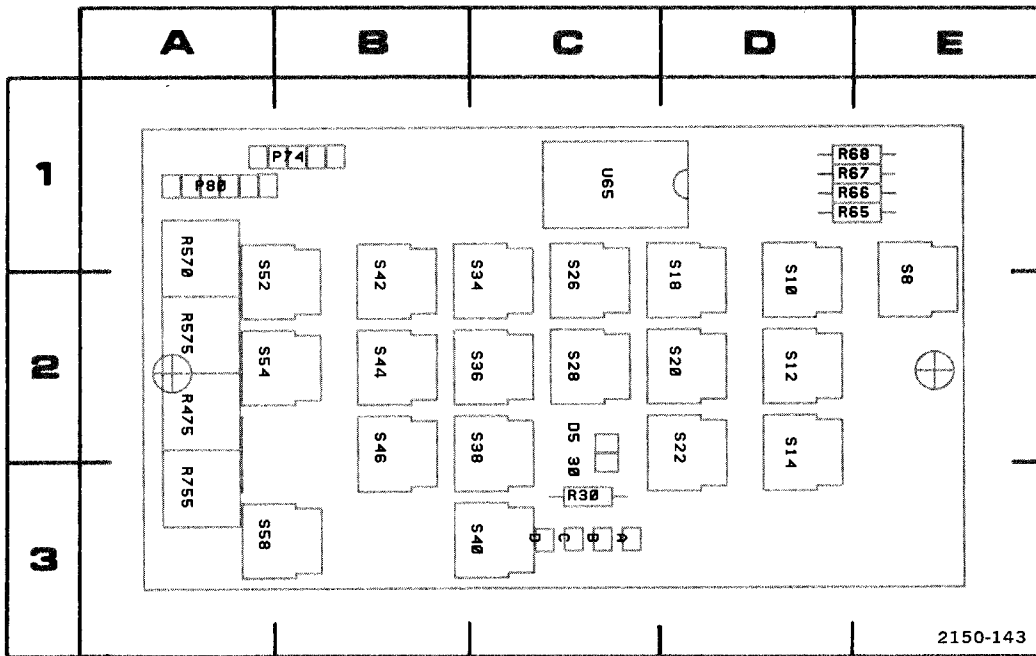 A B C D E
1
P74
P80
U65
R68
R67
R66
R65
R570
S52
S42
S34
S26
S18
S10
S8
2
R575
S54
S44
S36
S28
S20
S12
R475
S46
S38
DS 30
S22
S14
R755
R30
3
S58
S40
D C B A
2150-143